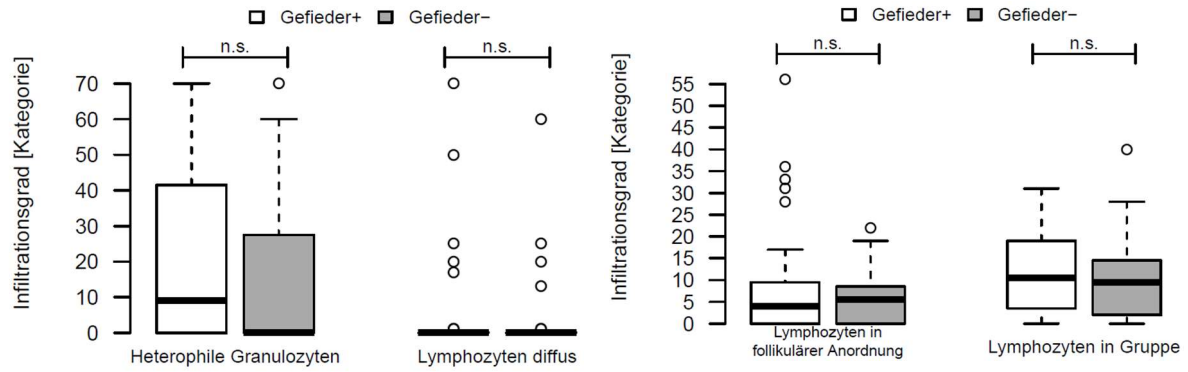 Gefieder+ Gefieder−
n.s. n.s.
Infiltrationsgrad [Kategorie]
70
60
50
40
30
20
10
0
Heterophile Granulozyten Lymphozyten diffus
Gefieder+ Gefieder−
n.s. n.s.
Infiltrationsgrad [Kategorie]
55
50
45
40
35
30
25
20
15
10
5
0
Lymphozyten in
follikulärer Anordnung
Lymphozyten in Gruppe